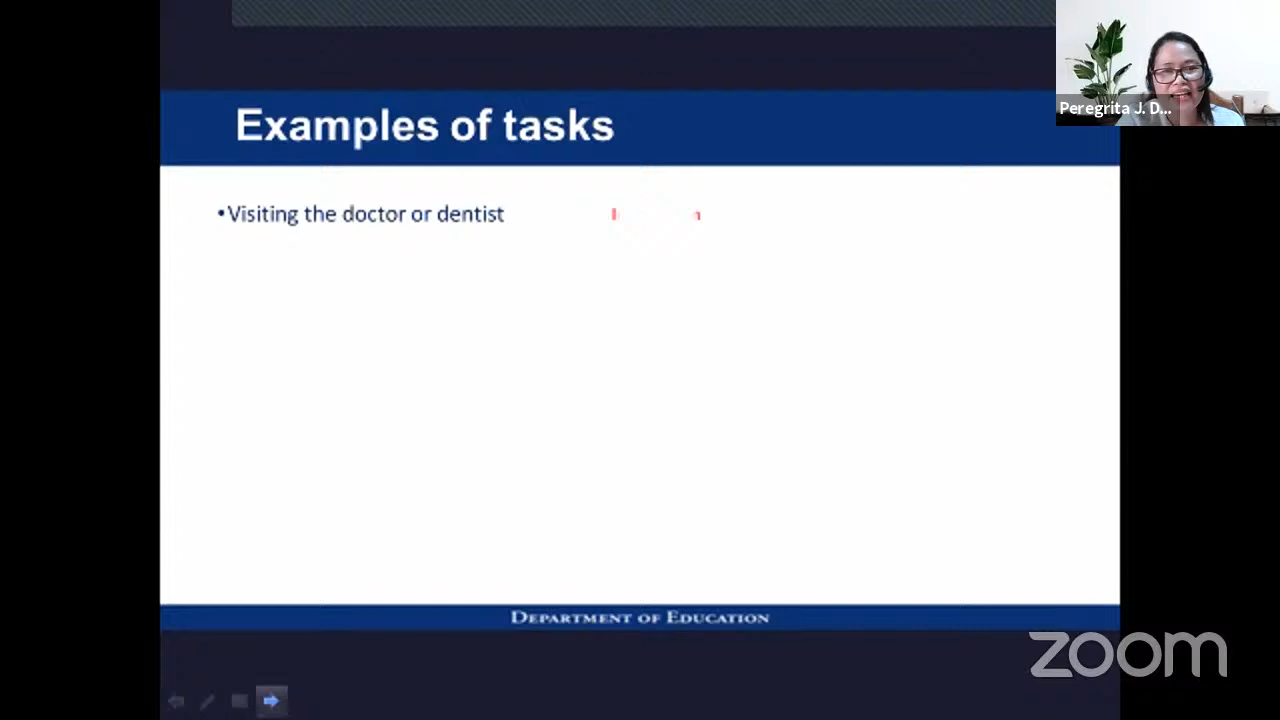 Peregrita J. D...
Examples of tasks
•Visiting the doctor or dentist
DEPARTMENT OF EDUCATION
zoom